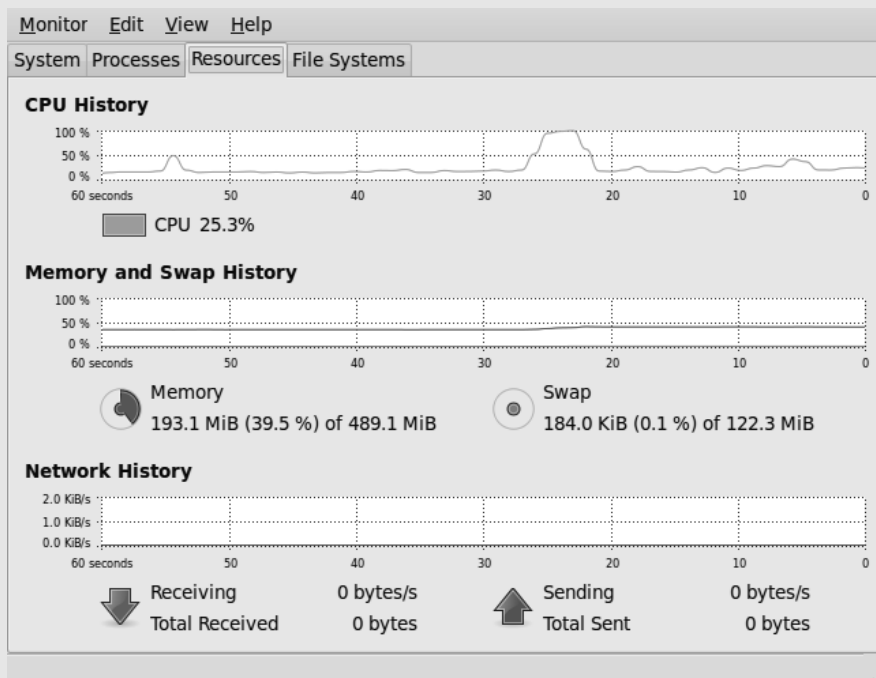 Monitor Edit View Help
System Processes Resources File Systems
CPU History
100 %
50 %
0 %
60 seconds 50 40 30 20 10 0
CPU 25.3%
Memory and Swap History
100 %
50 %
0 %
60 seconds 50 40 30 20 10 0
Memory Swap
193.1 MiB (39.5 %) of 489.1 MiB 184.0 KiB (0.1 %) of 122.3 MiB
Network History
2.0 KiB/s
1.0 KiB/s
0.0 KiB/s
60 seconds 50 40 30 20 10 0
Receiving 0 bytes/s Sending 0 bytes/s
Total Received 0 bytes Total Sent 0 bytes